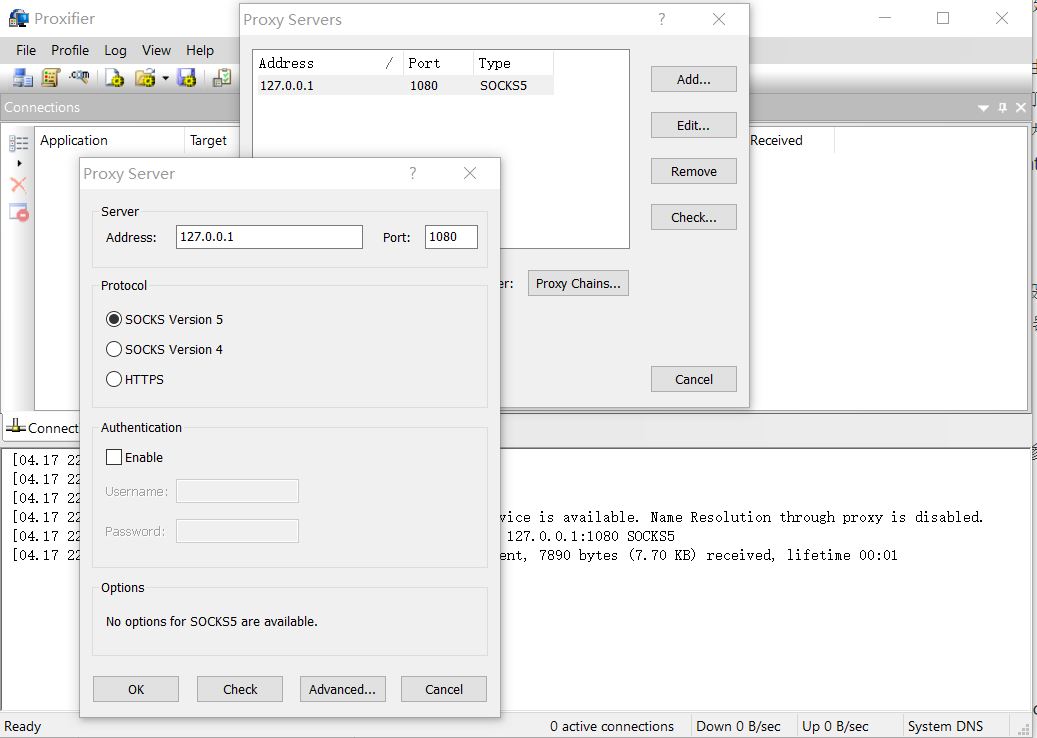 Proxifier
File Profile Log View Help
Connections
Application Target Received
Proxy Servers ?
Address / Port Type
127.0.0.1 1080 SOCKS5
Add...
Edit...
Remove
Check...
er: Proxy Chains...
Cancel
Proxy Server ?
Server
Address: 127.0.0.1 Port: 1080
Protocol
SOCKS Version 5
SOCKS Version 4
HTTPS
Authentication
Enable
Username:
Password:
Options
No options for SOCKS5 are available.
OK Check Advanced... Cancel
Connect
[04.17 22
[04.17 22
[04.17 22
[04.17 22 vice is available. Name Resolution through proxy is disabled.
[04.17 22 127.0.0.1:1080 SOCKS5
[04.17 22 ent, 7890 bytes (7.70 KB) received, lifetime 00:01
Ready 0 active connections Down 0 B/sec Up 0 B/sec System DNS